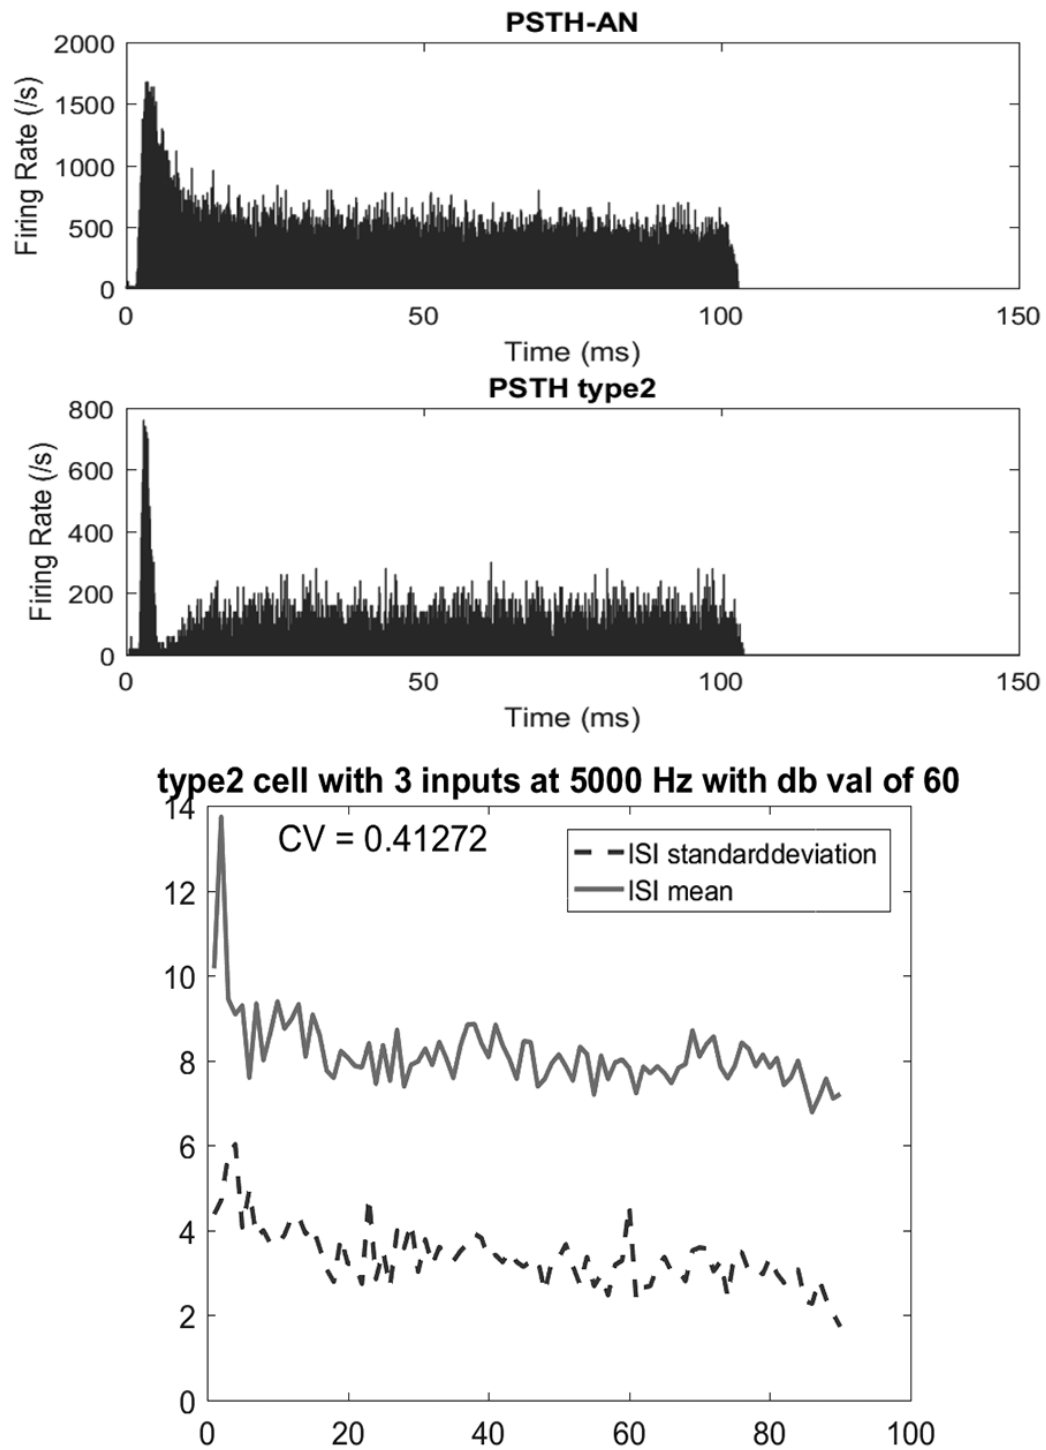 PSTH-AN
2000
1500
1000
500
0
Firing Rate (/s)
0 50 100 150
Time (ms)
PSTH type2
800
600
400
200
0
Firing Rate (/s)
0 50 100 150
Time (ms)
type2 cell with 3 inputs at 5000 Hz with db val of 60
14
CV = 0.41272
ISI standarddeviation
ISI mean
12
10
8
6
4
2
0
0 20 40 60 80 100